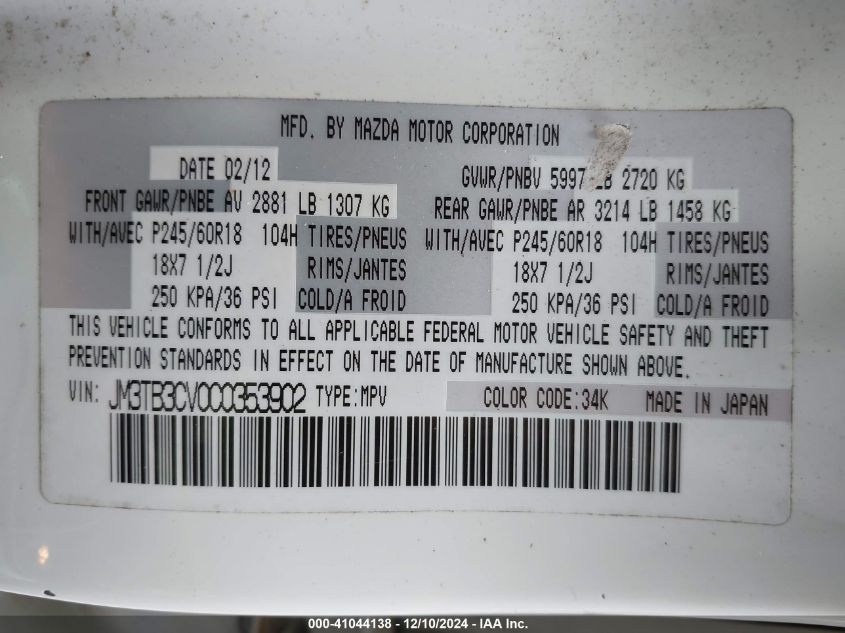 MFD. BY MAZDA MOTOR CORPORATION
DATE 02/12 GVWR/PNBV 5997 LB 2720 KG
FRONT GAWR/PNBE AV 2881 LB 1307 KG REAR GAWR/PNBE AR 3214 LB 1458 KG
WITH/AVEC P245/60R18 104H TIRES/PNEUS WITH/AVEC P245/60R18 104H TIRES/PNEUS
18X7 1/2J RIMS/JANTES 18X7 1/2J RIMS/JANTES
250 KPA/36 PSI COLD/A FROID 250 KPA/36 PSI COLD/A FROID
THIS VEHICLE CONFORMS TO ALL APPLICABLE FEDERAL MOTOR VEHICLE SAFETY AND THEFT
PREVENTION STANDARDS IN EFFECT ON THE DATE OF MANUFACTURE SHOWN ABOVE.
VIN: JM3TB3CV0C0353902 TYPE:MPV COLOR CODE:34K MADE IN JAPAN
000-41044138 - 12/10/2024 - IAA Inc.